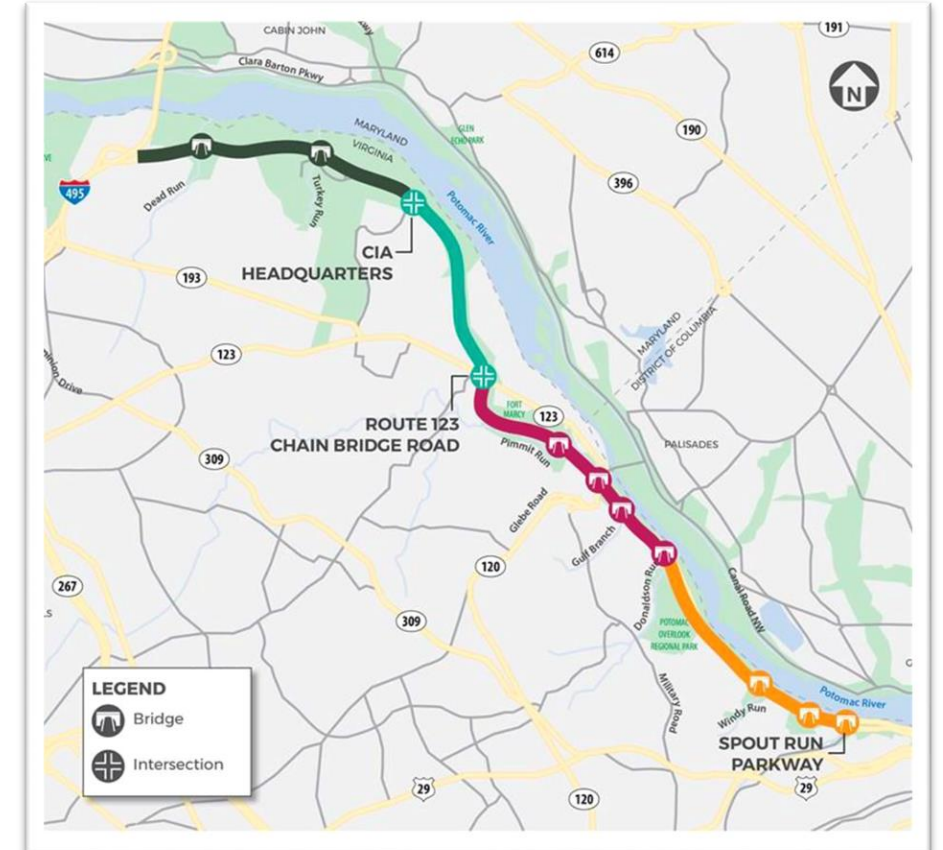 191
CABIN JOHN
614
Clara Barton Pkwy
N
190
MARYLAND
VIRGINIA
GLEN
ECHO PARK
396
495
Dead Run
Turkey Run
Potomac River
CIA
HEADQUARTERS
193
MARYLAND
DISTRICT OF COLUMBIA
123
ROUTE 123
CHAIN BRIDGE ROAD
FORT
MARCY
123
Pimmit Run
PALISADES
309
Glebe Road
Gulf Branch
120
267
Donaldson Run
Canal Road NW
309
POTOMAC
OVERLOOK
REGIONAL PARK
Military Road
Windy Run
Potomac River
SPOUT RUN
PARKWAY
LEGEND
Bridge
Intersection
29
120
29